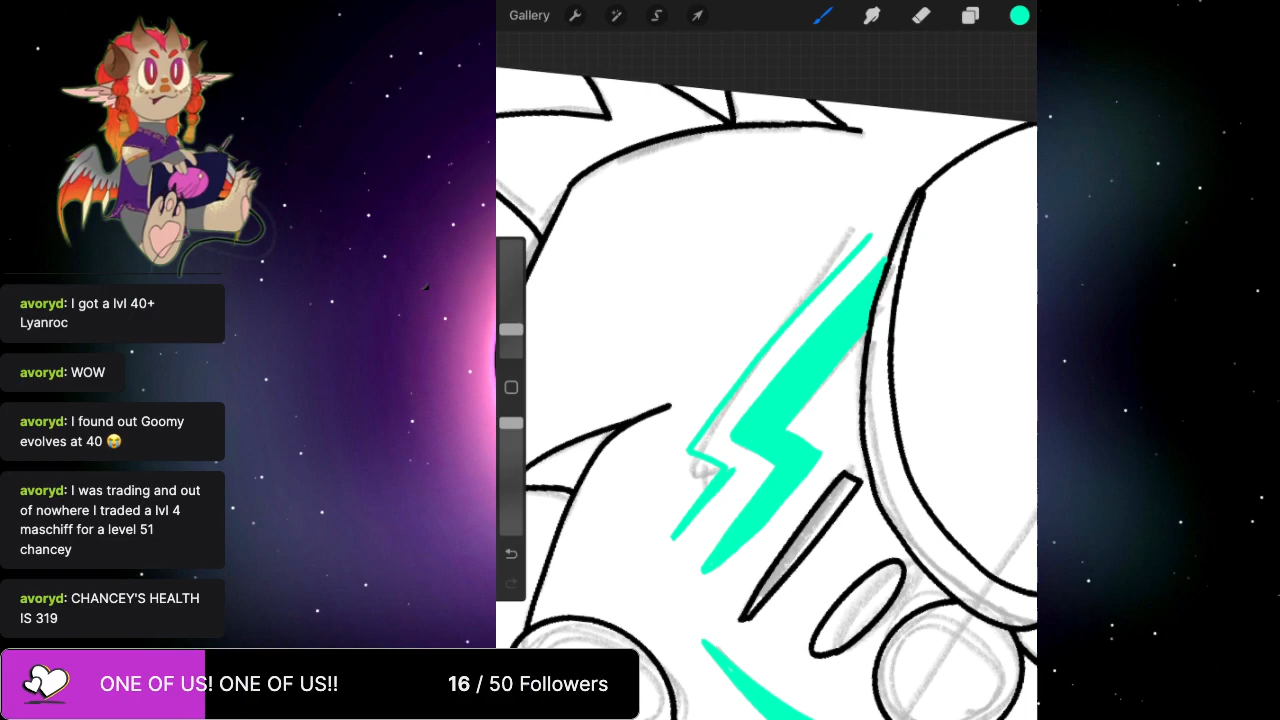 Gallery
avoryd: I got a lvl 40+
Lyanroc
avoryd: WOW
avoryd: I found out Goomy
evolves at 40 😭
avoryd: I was trading and out
of nowhere I traded a lvl 4
maschiff for a level 51
chancey
avoryd: CHANCEY'S HEALTH
IS 319
ONE OF US! ONE OF US!! 16 / 50 Followers